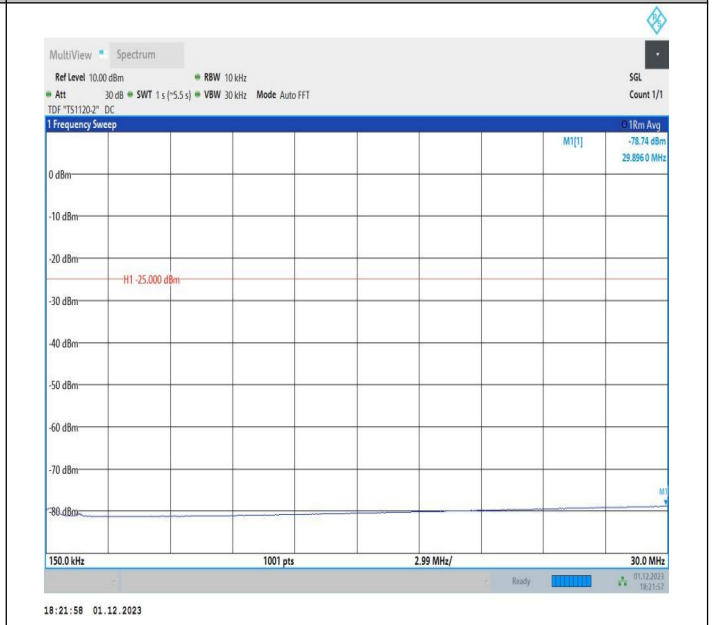 MultiView Spectrum
Ref Level 10.00 dBm RBW 10 kHz SGL
Att 30 dB SWT 1 s (~5.5 s) VBW 30 kHz Mode Auto FFT Count 1/1
TDF "TS1120-2" DC
1 Frequency Sweep 1Rm Avg
M1[1] -78.74 dBm
29.8960 MHz
0 dBm
-10 dBm
-20 dBm
H1 -25.000 dBm
-30 dBm
-40 dBm
-50 dBm
-60 dBm
-70 dBm
M1
-80 dBm
150.0 kHz 1001 pts 2.99 MHz/ 30.0 MHz
Ready 01.12.2023
18:21:57
18:21:58 01.12.2023